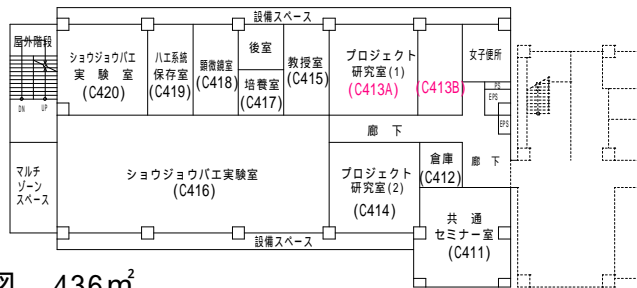 設備スペース
屋外階段
DN UP
ショウジョウバエ
実験室
(C420)
ハエ系統
保存室
(C419)
顕微鏡室
(C418)
後室
培養室
(C417)
教授室
(C415)
プロジェクト
研究室(1)
(C413A)
(C413B)
女子便所
PS
EPS
EPS
廊下
マルチ
ゾーン
スペース
ショウジョウバエ実験室
(C416)
プロジェクト
研究室(2)
(C414)
倉庫
(C412)
廊下
共通
セミナー室
(C411)
設備スペース
図 436㎡